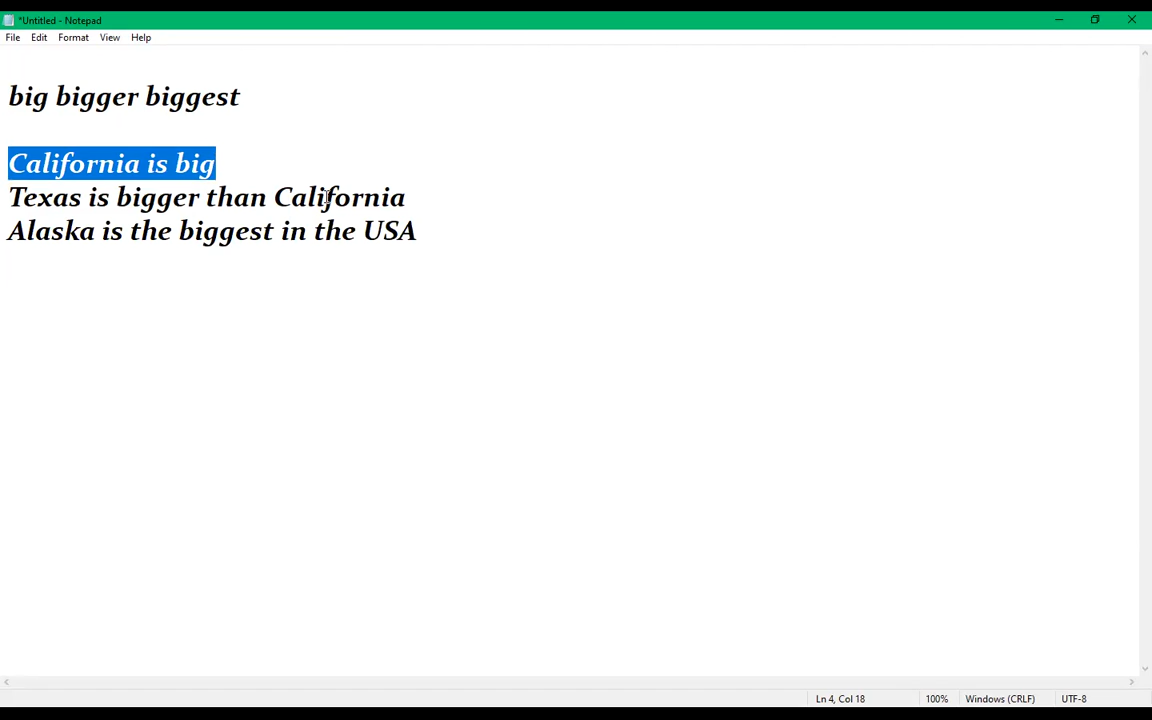 *Untitled - Notepad
File Edit Format View Help
big bigger biggest
California is big
Texas is bigger than California
Alaska is the biggest in the USA
Ln 4, Col 18 100% Windows (CRLF) UTF-8